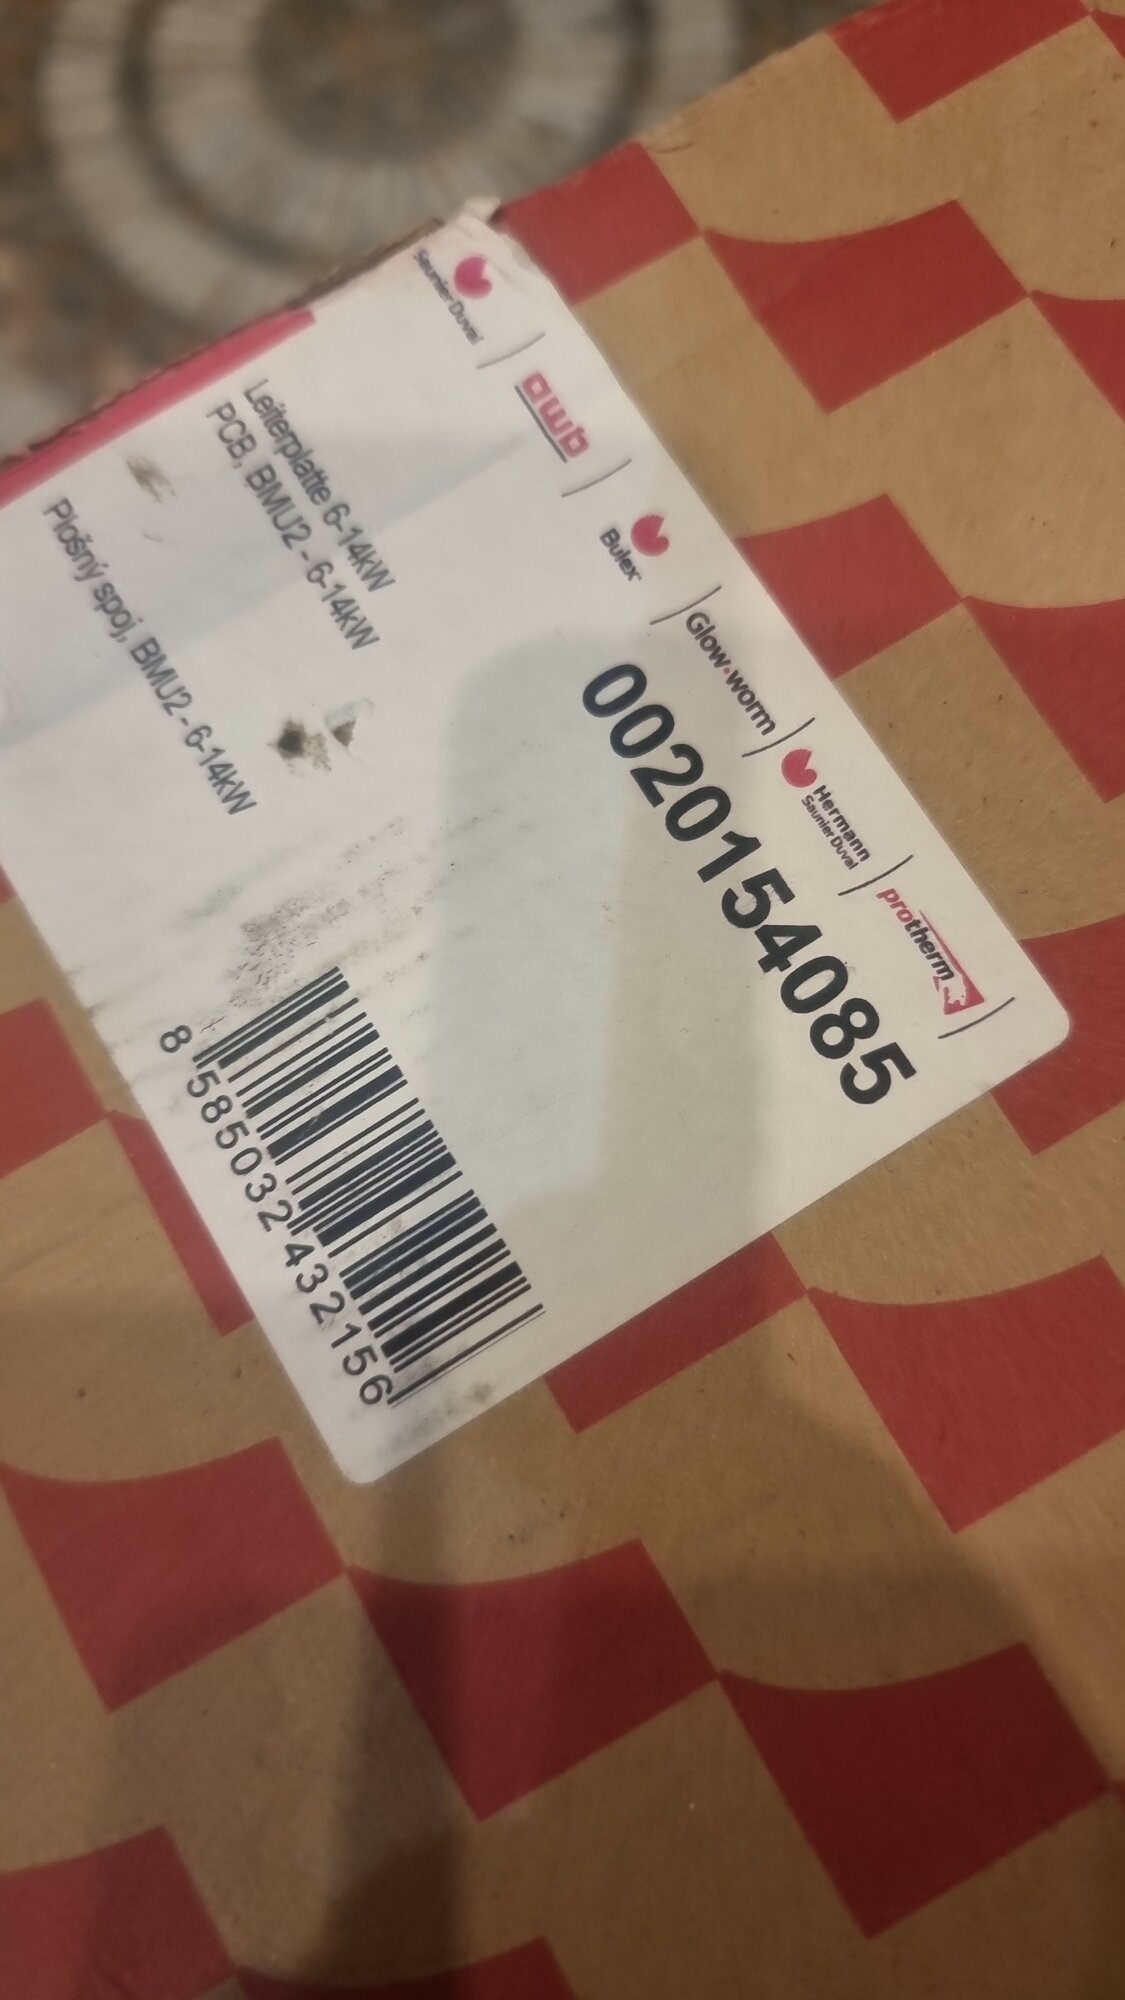 Saunier Duval
awb
Bulex
Glow-worm
Hermann
Saunier Duval
protherm
0020154085
Leiterplatte 6-14kW
PCB, BMU2 - 6-14kW
Plošný spoj, BMU2 - 6-14kW
8 585032 432156